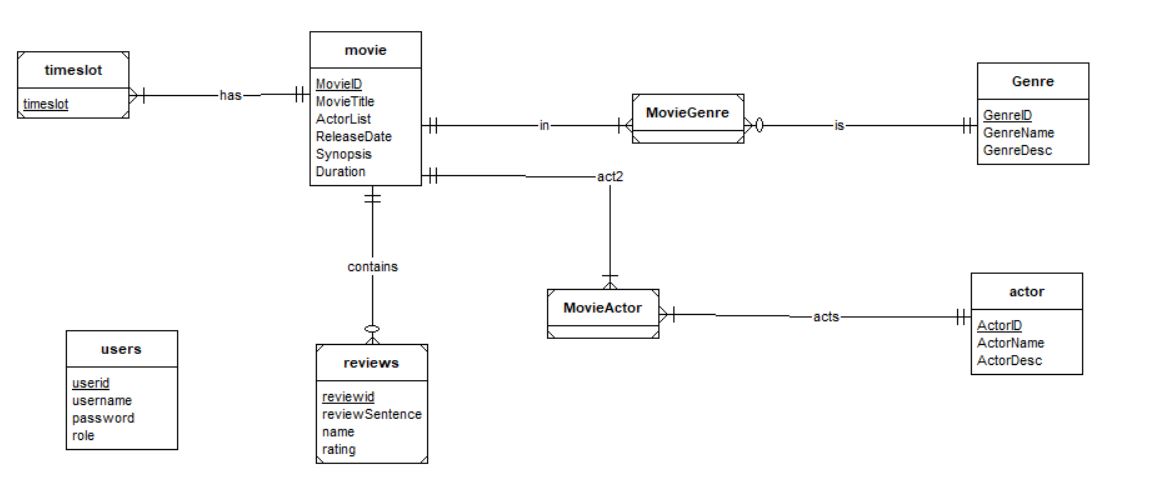 timeslot
timeslot
has
movie
MovieID
MovieTitle
ActorList
ReleaseDate
Synopsis
Duration
in
MovieGenre
is
Genre
GenreID
GenreName
GenreDesc
act2
contains
MovieActor
acts
actor
ActorID
ActorName
ActorDesc
users
userid
username
password
role
reviews
reviewid
reviewSentence
name
rating